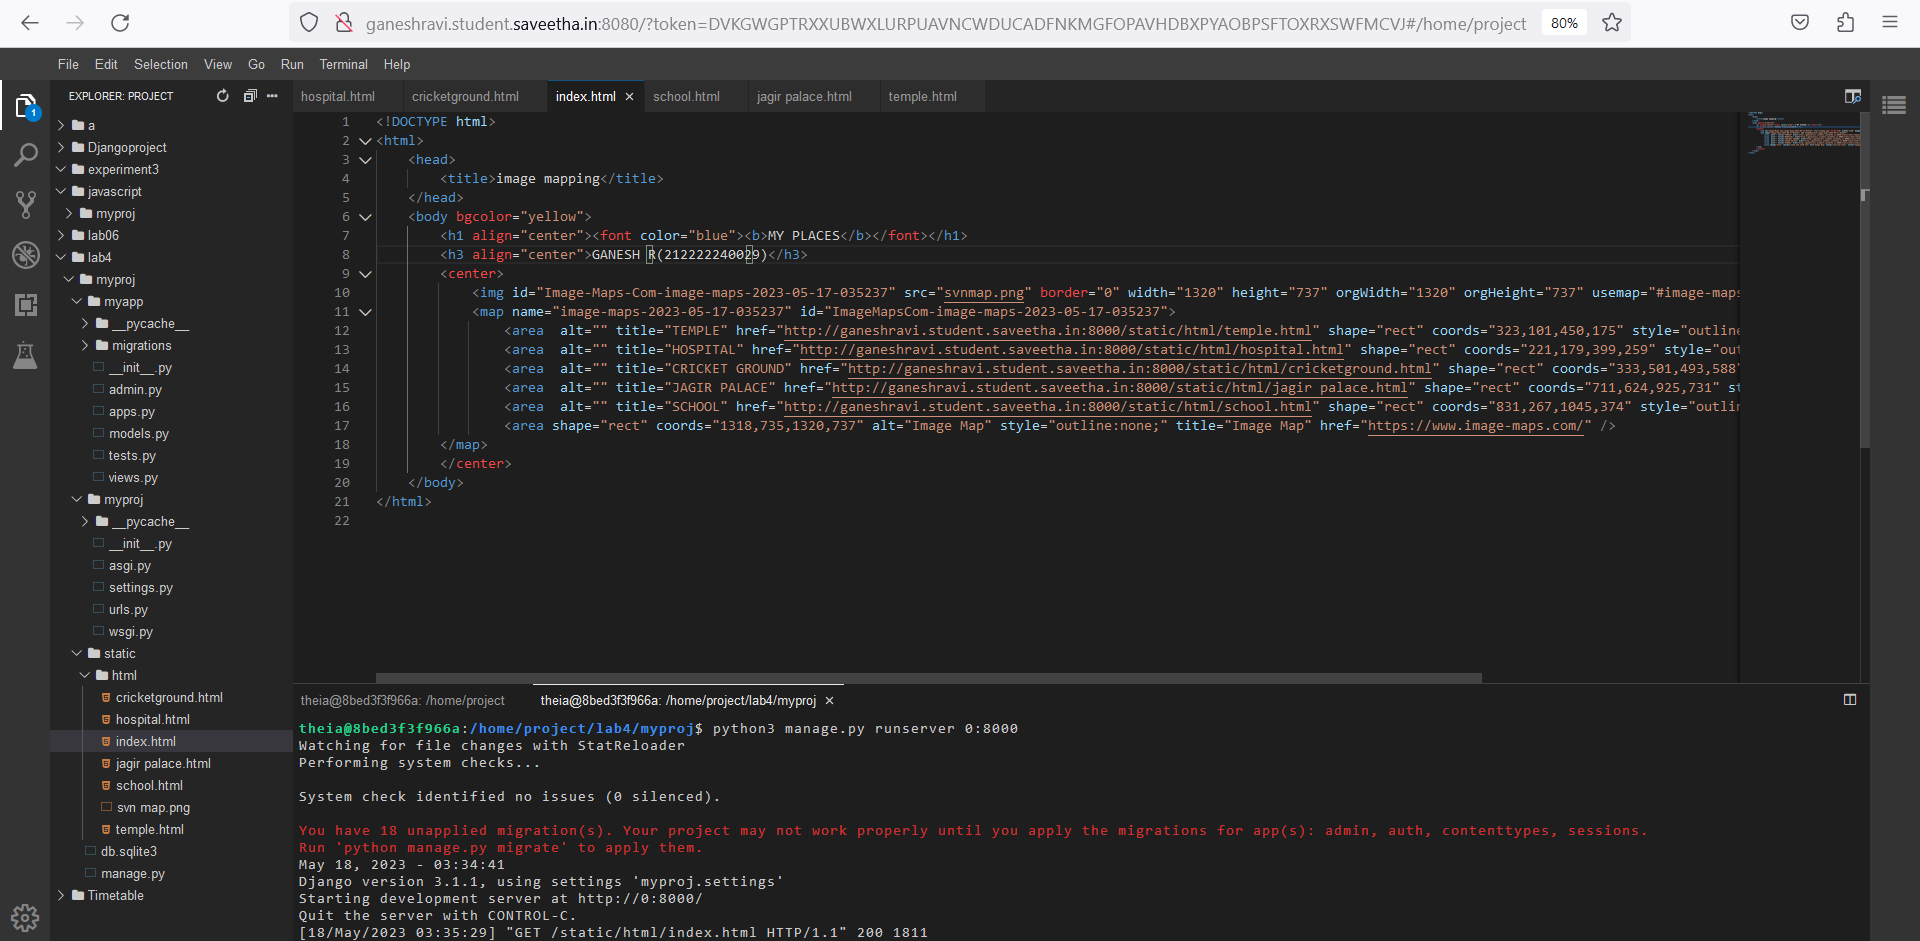 ganeshravi.student.saveetha.in:8080/?token=DVKGWGPTRXXUBWXLURPUAVNCWDUCADFNKMGFOPAVHDBXPYAOBPSFTOXRXSWFMCVJ#/home/project 80%
File Edit Selection View Go Run Terminal Help
EXPLORER: PROJECT
1
a
Djangoproject
experiment3
javascript
myproj
lab06
lab4
myproj
myapp
__pycache__
migrations
__init__.py
admin.py
apps.py
models.py
tests.py
views.py
myproj
__pycache__
__init__.py
asgi.py
settings.py
urls.py
wsgi.py
static
html
cricketground.html
hospital.html
index.html
jagir palace.html
school.html
svn map.png
temple.html
db.sqlite3
manage.py
Timetable
hospital.html cricketground.html index.html school.html jagir palace.html temple.html
1 <!DOCTYPE html>
2 <html>
3 <head>
4 <title>image mapping</title>
5 </head>
6 <body bgcolor="yellow">
7 <h1 align="center"><font color="blue"><b>MY PLACES</b></font></h1>
8 <h3 align="center">GANESH R(212222240029)</h3>
9 <center>
10 <img id="Image-Maps-Com-image-maps-2023-05-17-035237" src="svnmap.png" border="0" width="1320" height="737" orgWidth="1320" orgHeight="737" usemap="#image-maps
11 <map name="image-maps-2023-05-17-035237" id="ImageMapsCom-image-maps-2023-05-17-035237">
12 <area  alt="" title="TEMPLE" href="http://ganeshravi.student.saveetha.in:8000/static/html/temple.html" shape="rect" coords="323,101,450,175" style="outline
13 <area  alt="" title="HOSPITAL" href="http://ganeshravi.student.saveetha.in:8000/static/html/hospital.html" shape="rect" coords="221,179,399,259" style="out
14 <area  alt="" title="CRICKET GROUND" href="http://ganeshravi.student.saveetha.in:8000/static/html/cricketground.html" shape="rect" coords="333,501,493,588"
15 <area  alt="" title="JAGIR PALACE" href="http://ganeshravi.student.saveetha.in:8000/static/html/jagir palace.html" shape="rect" coords="711,624,925,731" st
16 <area  alt="" title="SCHOOL" href="http://ganeshravi.student.saveetha.in:8000/static/html/school.html" shape="rect" coords="831,267,1045,374" style="outlin
17 <area shape="rect" coords="1318,735,1320,737" alt="Image Map" style="outline:none;" title="Image Map" href="https://www.image-maps.com/" />
18 </map>
19 </center>
20 </body>
21 </html>
22
theia@8bed3f3f966a: /home/project theia@8bed3f3f966a: /home/project/lab4/myproj
theia@8bed3f3f966a:/home/project/lab4/myproj$ python3 manage.py runserver 0:8000
Watching for file changes with StatReloader
Performing system checks...
System check identified no issues (0 silenced).
You have 18 unapplied migration(s). Your project may not work properly until you apply the migrations for app(s): admin, auth, contenttypes, sessions.
Run 'python manage.py migrate' to apply them.
May 18, 2023 - 03:34:41
Django version 3.1.1, using settings 'myproj.settings'
Starting development server at http://0:8000/
Quit the server with CONTROL-C.
[18/May/2023 03:35:29] "GET /static/html/index.html HTTP/1.1" 200 1811